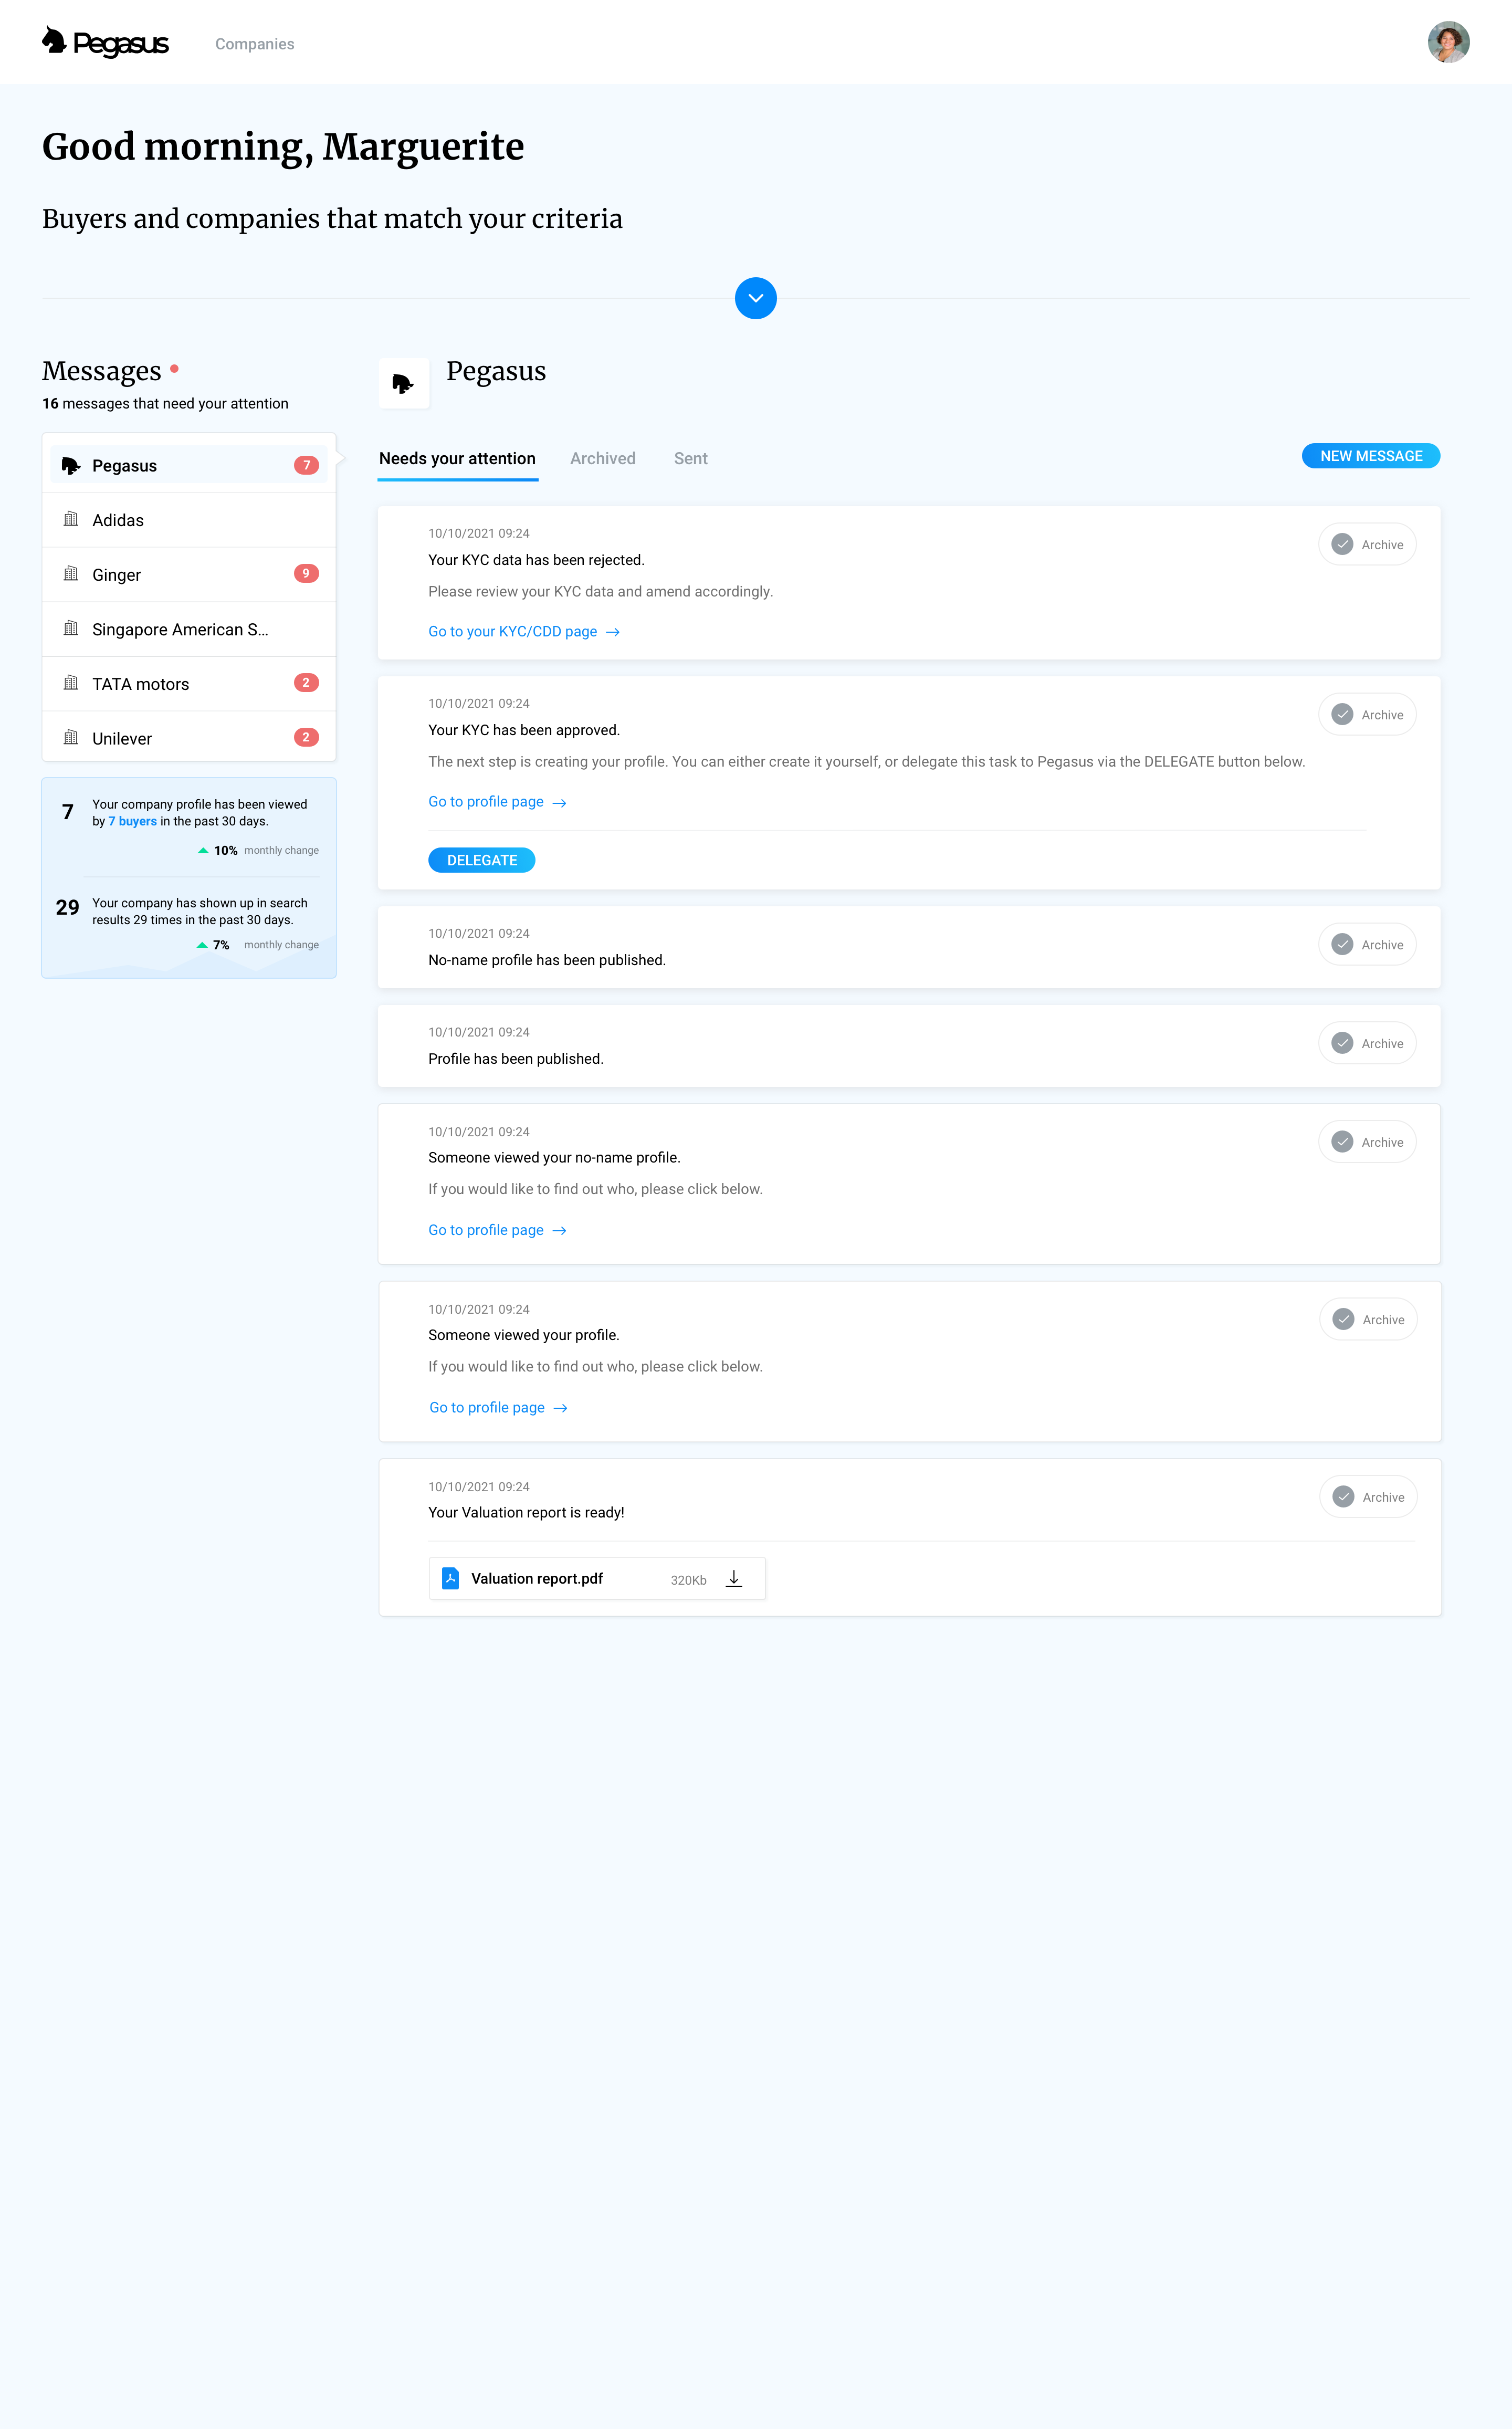 Pegasus
Companies
Good morning, Marguerite
Buyers and companies that match your criteria
Messages
16 messages that need your attention
Pegasus 7
Adidas
Ginger 9
Singapore American S...
TATA motors 2
Unilever 2
7 Your company profile has been viewed
by 7 buyers in the past 30 days.
10% monthly change
29 Your company has shown up in search
results 29 times in the past 30 days.
7% monthly change
Pegasus
Needs your attention Archived Sent
NEW MESSAGE
10/10/2021 09:24
Archive
Your KYC data has been rejected.
Please review your KYC data and amend accordingly.
Go to your KYC/CDD page
10/10/2021 09:24
Archive
Your KYC has been approved.
The next step is creating your profile. You can either create it yourself, or delegate this task to Pegasus via the DELEGATE button below.
Go to profile page
DELEGATE
10/10/2021 09:24
Archive
No-name profile has been published.
10/10/2021 09:24
Archive
Profile has been published.
10/10/2021 09:24
Archive
Someone viewed your no-name profile.
If you would like to find out who, please click below.
Go to profile page
10/10/2021 09:24
Archive
Someone viewed your profile.
If you would like to find out who, please click below.
Go to profile page
10/10/2021 09:24
Archive
Your Valuation report is ready!
Valuation report.pdf 320Kb